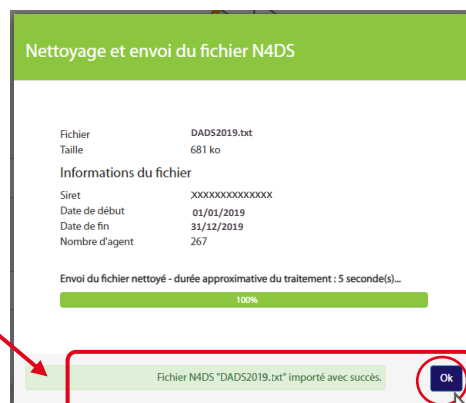 Nettoyage et envoi du fichier N4DS
Fichier DADS2019.txt
Taille 681 ko
Informations du fichier
Siret XXXXXXXXXXXXXX
Date de début 01/01/2019
Date de fin 31/12/2019
Nombre d'agent 267
Envoi du fichier nettoyé - durée approximative du traitement : 5 seconde(s)...
100%
Fichier N4DS "DADS2019.txt" importé avec succès.
Ok